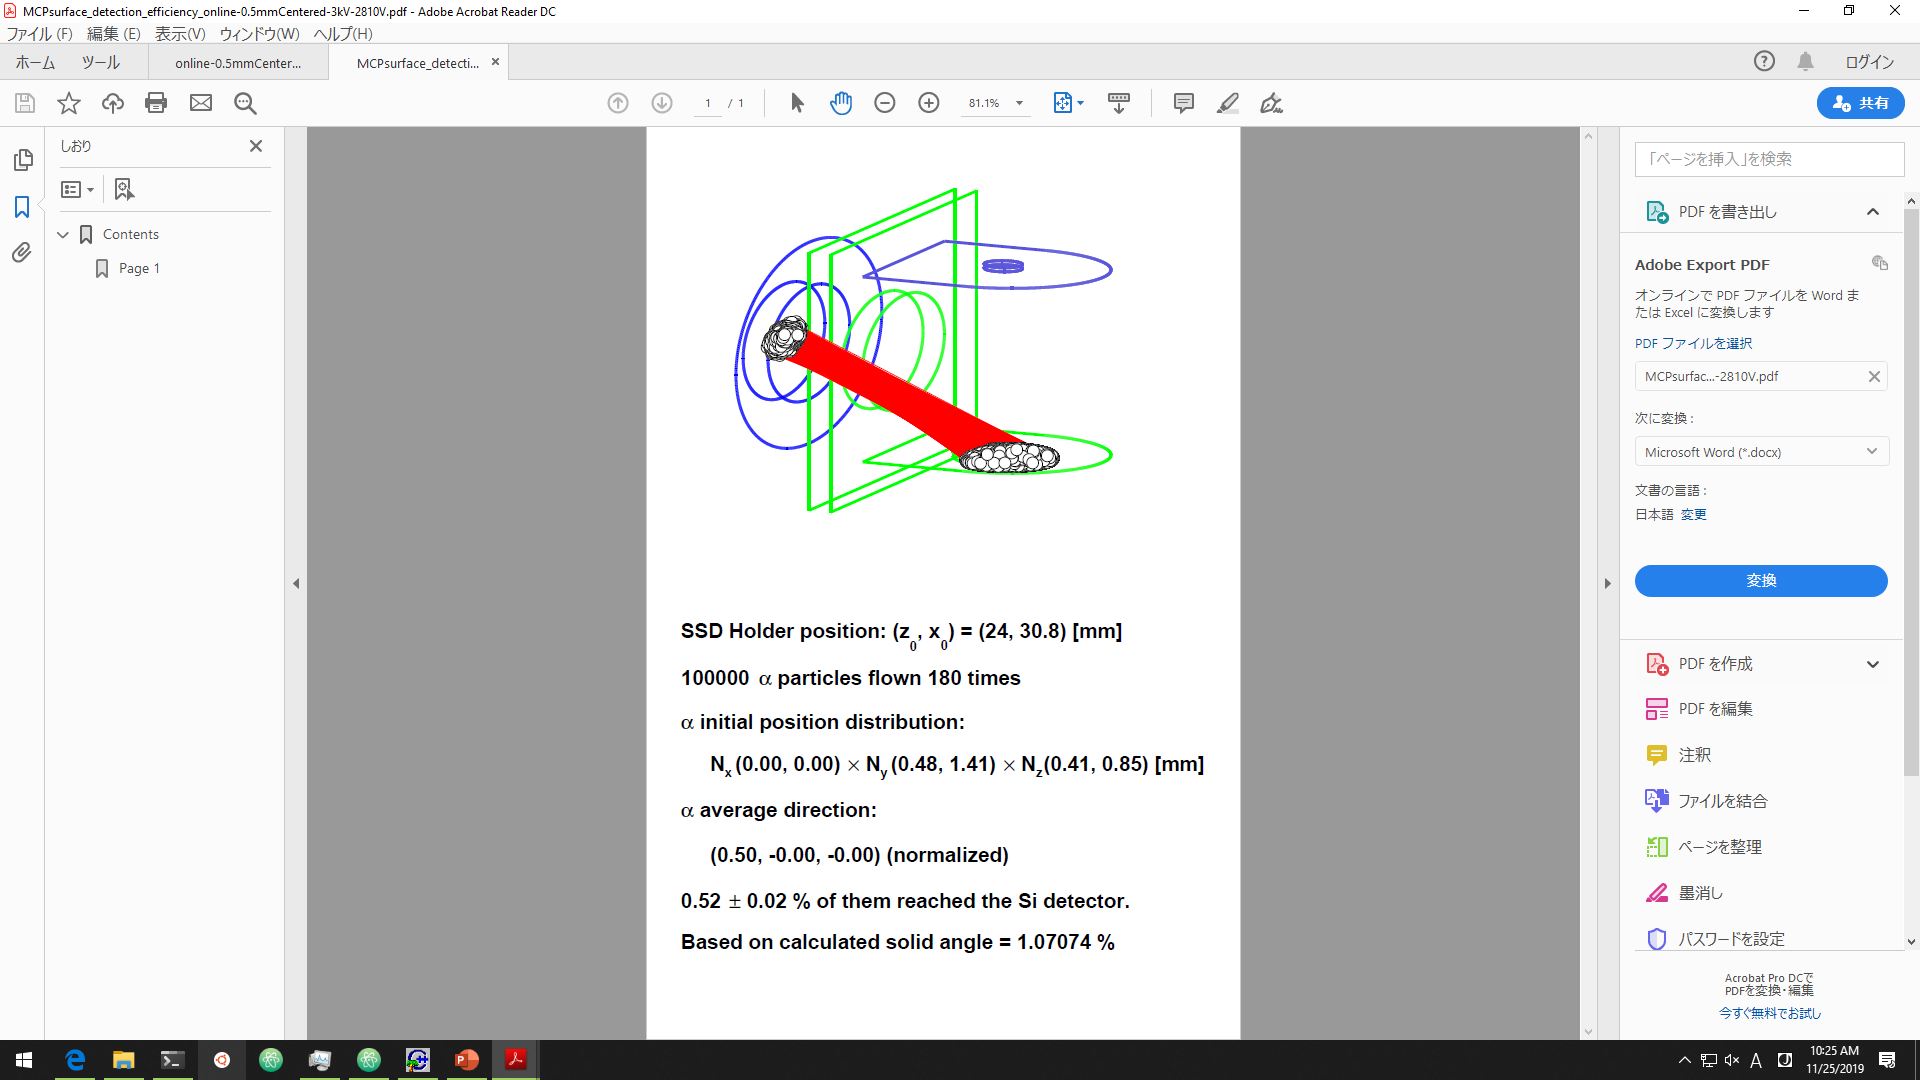 MCPsurface_detection_efficiency_online-0.5mmCentered-3kV-2810V.pdf - Adobe Acrobat Reader DC
ファイル (F) 編集 (E) 表示(V) ウィンドウ(W) ヘルプ(H)
ホーム ツール online-0.5mmCenter... MCPsurface_detecti... ログイン
1 / 1 81.1% 共有
しおり
Contents
Page 1
SSD Holder position: (z0, x0) = (24, 30.8) [mm]
100000 α particles flown 180 times
α initial position distribution:
Nx (0.00, 0.00) × Ny (0.48, 1.41) × Nz(0.41, 0.85) [mm]
α average direction:
(0.50, -0.00, -0.00) (normalized)
0.52 ± 0.02 % of them reached the Si detector.
Based on calculated solid angle = 1.07074 %
「ページを挿入」を検索
PDF を書き出し
Adobe Export PDF
オンラインで PDF ファイルを Word ま
たは Excel に変換します
PDF ファイルを選択
MCPsurfac...-2810V.pdf
次に変換 :
Microsoft Word (*.docx)
文書の言語 :
日本語 変更
変換
PDF を作成
PDF を編集
注釈
ファイルを結合
ページを整理
墨消し
パスワードを設定
Acrobat Pro DCで
PDFを変換・編集
今すぐ無料でお試し
A
10:25 AM
11/25/2019